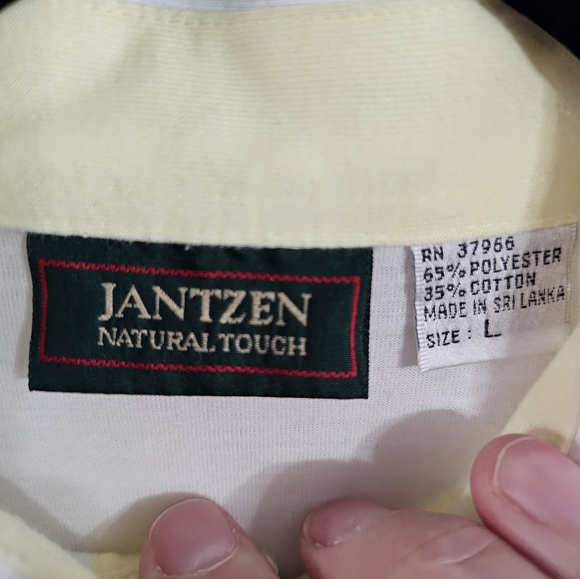 JANTZEN
NATURAL TOUCH
RN 37966
65% POLYESTER
35% COTTON
MADE IN SRI LANKA
SIZE : L